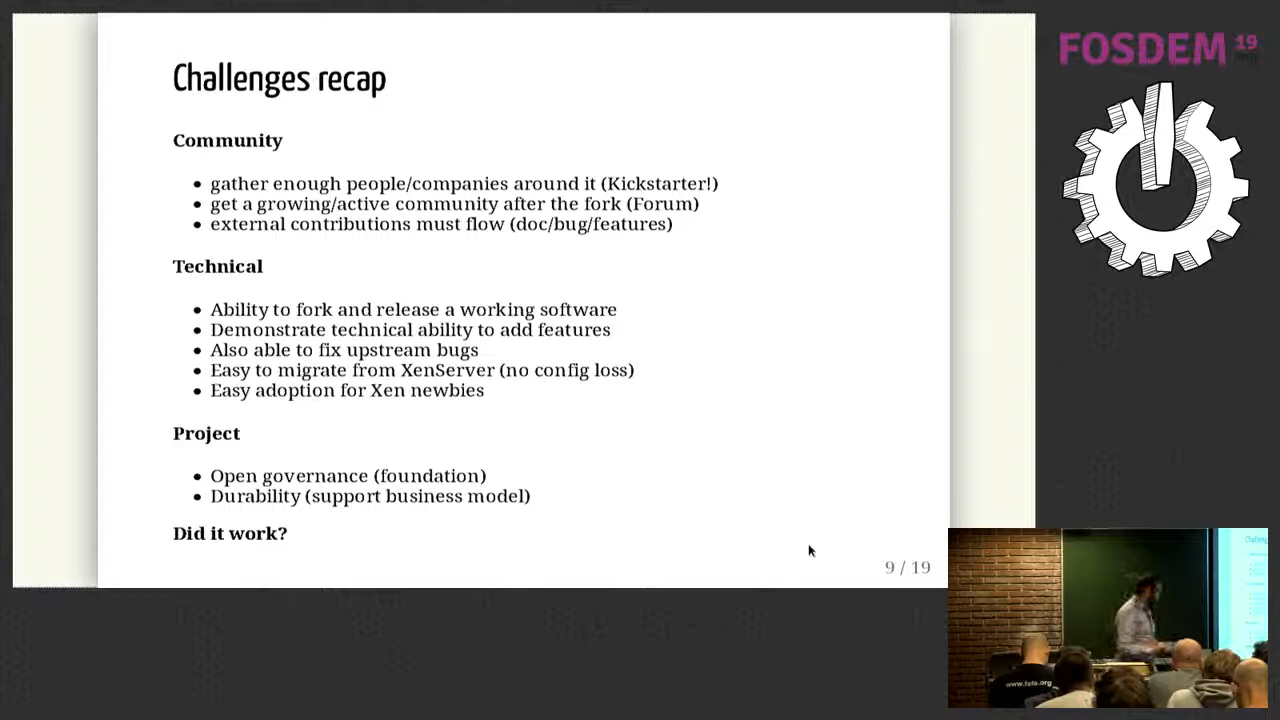 Challenges recap
Community
• gather enough people/companies around it (Kickstarter!)
• get a growing/active community after the fork (Forum)
• external contributions must flow (doc/bug/features)
Technical
• Ability to fork and release a working software
• Demonstrate technical ability to add features
• Also able to fix upstream bugs
• Easy to migrate from XenServer (no config loss)
• Easy adoption for Xen newbies
Project
• Open governance (foundation)
• Durability (support business model)
Did it work?
9 / 19
FOSDEM 19